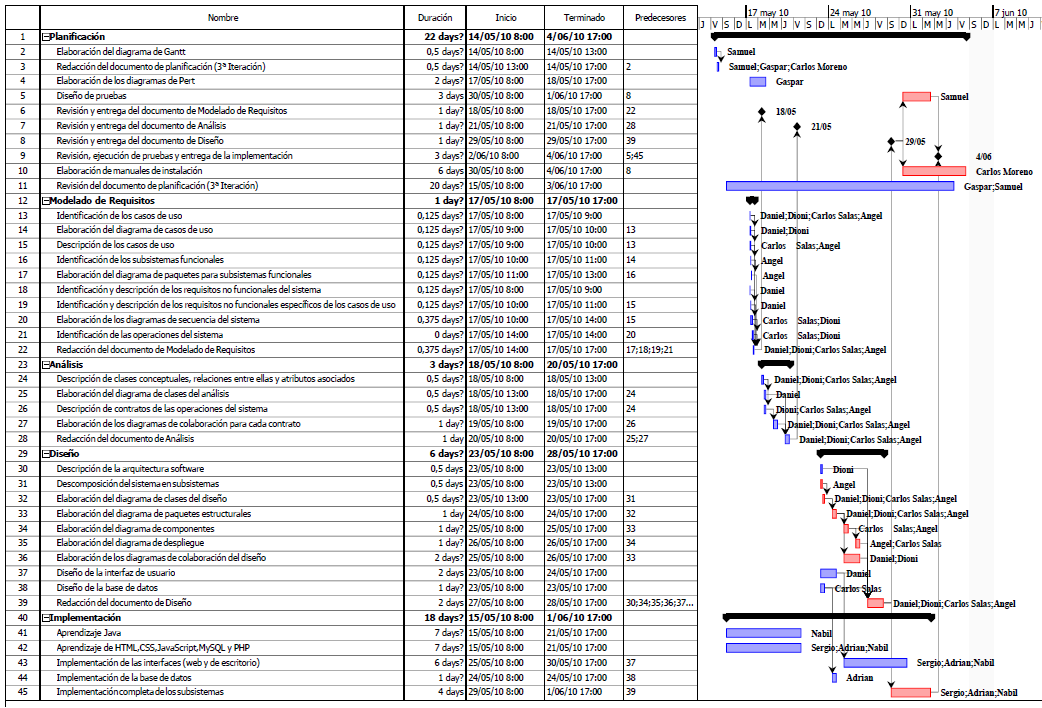 Nombre Duración Inicio Terminado Predecesores 17 may 10 24 may 10 31 may 10 7 jun 10
J V S D L M M J V S D L M M J V S D L M M J V S D L M M J
1 Planificación 22 days? 14/05/10 8:00 4/06/10 17:00
2 Elaboración del diagrama de Gantt 0,5 days? 14/05/10 8:00 14/05/10 13:00 Samuel
3 Redacción del documento de planificación (3ª Iteración) 0,5 days? 14/05/10 13:00 14/05/10 17:00 2 Samuel;Gaspar;Carlos Moreno
4 Elaboración de los diagramas de Pert 2 days? 17/05/10 8:00 18/05/10 17:00 Gaspar
5 Diseño de pruebas 3 days 30/05/10 8:00 1/06/10 17:00 8 Samuel
6 Revisión y entrega del documento de Modelado de Requisitos 1 day? 18/05/10 8:00 18/05/10 17:00 22 18/05
7 Revisión y entrega del documento de Análisis 1 day? 21/05/10 8:00 21/05/10 17:00 28 21/05
8 Revisión y entrega del documento de Diseño 1 day? 29/05/10 8:00 29/05/10 17:00 39 29/05
9 Revisión, ejecución de pruebas y entrega de la implementación 3 days? 2/06/10 8:00 4/06/10 17:00 5;45 4/06
10 Elaboración de manuales de instalación 6 days 30/05/10 8:00 4/06/10 17:00 8 Carlos Moreno
11 Revisión del documento de planificación (3ª Iteración) 20 days? 15/05/10 8:00 3/06/10 17:00 Gaspar;Samuel
12 Modelado de Requisitos 1 day? 17/05/10 8:00 17/05/10 17:00
13 Identificación de los casos de uso 0,125 days? 17/05/10 8:00 17/05/10 9:00 Daniel;Dioni;Carlos Salas;Angel
14 Elaboración del diagrama de casos de uso 0,125 days? 17/05/10 9:00 17/05/10 10:00 13 Daniel;Dioni
15 Descripción de los casos de uso 0,125 days? 17/05/10 9:00 17/05/10 10:00 13 Carlos Salas;Angel
16 Identificación de los subsistemas funcionales 0,125 days? 17/05/10 10:00 17/05/10 11:00 14 Angel
17 Elaboración del diagrama de paquetes para subsistemas funcionales 0,125 days? 17/05/10 11:00 17/05/10 13:00 16 Angel
18 Identificación y descripción de los requisitos no funcionales del sistema 0,125 days? 17/05/10 8:00 17/05/10 9:00 Daniel
19 Identificación y descripción de los requisitos no funcionales específicos de los casos de uso 0,125 days? 17/05/10 10:00 17/05/10 11:00 15 Daniel
20 Elaboración de los diagramas de secuencia del sistema 0,375 days? 17/05/10 10:00 17/05/10 14:00 15 Carlos Salas;Dioni
21 Identificación de las operaciones del sistema 0 days? 17/05/10 14:00 17/05/10 14:00 20 Carlos Salas;Dioni
22 Redacción del documento de Modelado de Requisitos 0,375 days? 17/05/10 14:00 17/05/10 17:00 17;18;19;21 Daniel;Dioni;Carlos Salas;Angel
23 Análisis 3 days? 18/05/10 8:00 20/05/10 17:00
24 Descripción de clases conceptuales, relaciones entre ellas y atributos asociados 0,5 days? 18/05/10 8:00 18/05/10 13:00 Daniel;Dioni;Carlos Salas;Angel
25 Elaboración del diagrama de clases del análisis 0,5 days? 18/05/10 13:00 18/05/10 17:00 24 Daniel
26 Descripción de contratos de las operaciones del sistema 0,5 days? 18/05/10 13:00 18/05/10 17:00 24 Dioni;Carlos Salas;Angel
27 Elaboración de los diagramas de colaboración para cada contrato 1 day? 19/05/10 8:00 19/05/10 17:00 26 Daniel;Dioni;Carlos Salas;Angel
28 Redacción del documento de Análisis 1 day 20/05/10 8:00 20/05/10 17:00 25;27 Daniel;Dioni;Carlos Salas;Angel
29 Diseño 6 days? 23/05/10 8:00 28/05/10 17:00
30 Descripción de la arquitectura software 0,5 days 23/05/10 8:00 23/05/10 13:00 Dioni
31 Descomposición del sistema en subsistemas 0,5 days 23/05/10 8:00 23/05/10 13:00 Angel
32 Elaboración del diagrama de clases del diseño 0,5 days? 23/05/10 13:00 23/05/10 17:00 31 Daniel;Dioni;Carlos Salas;Angel
33 Elaboración del diagrama de paquetes estructurales 1 day 24/05/10 8:00 24/05/10 17:00 32 Daniel;Dioni;Carlos Salas;Angel
34 Elaboración del diagrama de componentes 1 day? 25/05/10 8:00 25/05/10 17:00 33 Carlos Salas;Angel
35 Elaboración del diagrama de despliegue 1 day? 26/05/10 8:00 26/05/10 17:00 34 Angel;Carlos Salas
36 Elaboración de los diagramas de colaboración del diseño 2 days? 25/05/10 8:00 26/05/10 17:00 33 Daniel;Dioni
37 Diseño de la interfaz de usuario 2 days 23/05/10 8:00 24/05/10 17:00 Daniel
38 Diseño de la base de datos 1 day? 23/05/10 8:00 23/05/10 17:00 Carlos Salas
39 Redacción del documento de Diseño 2 days 27/05/10 8:00 28/05/10 17:00 30;34;35;36;37... Daniel;Dioni;Carlos Salas;Angel
40 Implementación 18 days? 15/05/10 8:00 1/06/10 17:00
41 Aprendizaje Java 7 days? 15/05/10 8:00 21/05/10 17:00 Nabil
42 Aprendizaje de HTML,CSS,JavaScript,MySQL y PHP 7 days? 15/05/10 8:00 21/05/10 17:00 Sergio;Adrian;Nabil
43 Implementación de las interfaces (web y de escritorio) 6 days? 25/05/10 8:00 30/05/10 17:00 37 Sergio;Adrian;Nabil
44 Implementación de la base de datos 1 day? 24/05/10 8:00 24/05/10 17:00 38 Adrian
45 Implementación completa de los subsistemas 4 days 29/05/10 8:00 1/06/10 17:00 39 Sergio;Adrian;Nabil